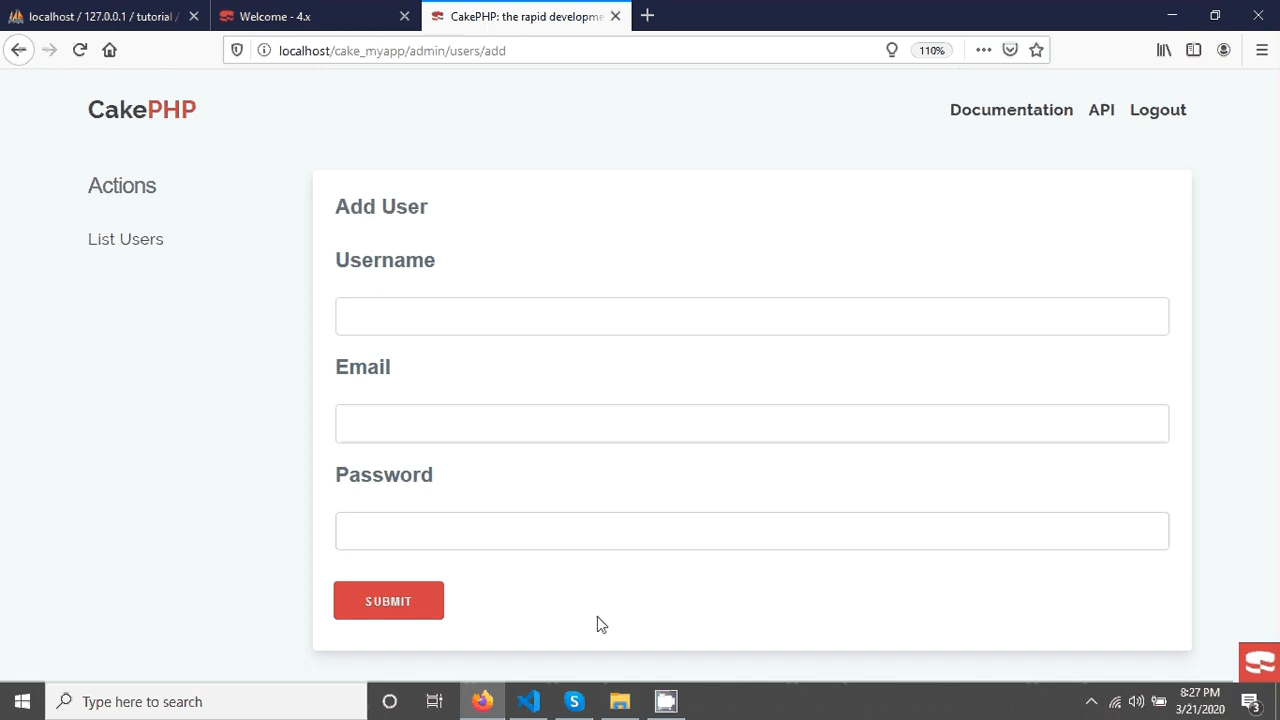 localhost / 127.0.0.1 / tutorial /
Welcome - 4.x
CakePHP: the rapid developme
localhost/cake_myapp/admin/users/add
110%
CakePHP
Documentation
API
Logout
Actions
List Users
Add User
Username
Email
Password
SUBMIT
Type here to search
8:27 PM
3/21/2020
3